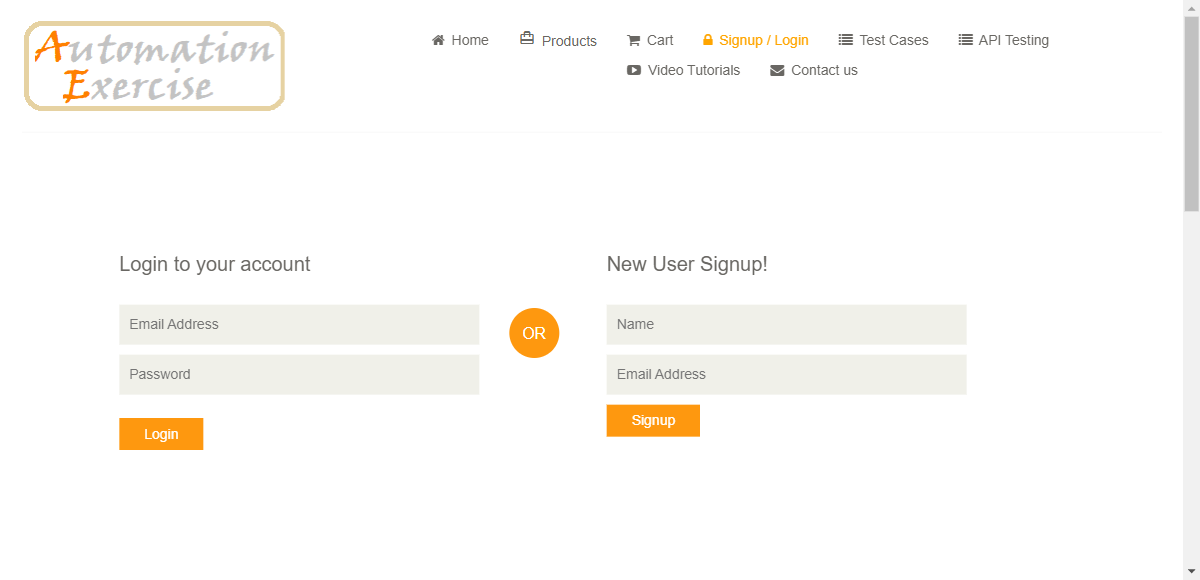 Automation
Exercise
Home Products Cart Signup / Login Test Cases API Testing
Video Tutorials Contact us
Login to your account
Email Address
Password
Login
OR
New User Signup!
Name
Email Address
Signup